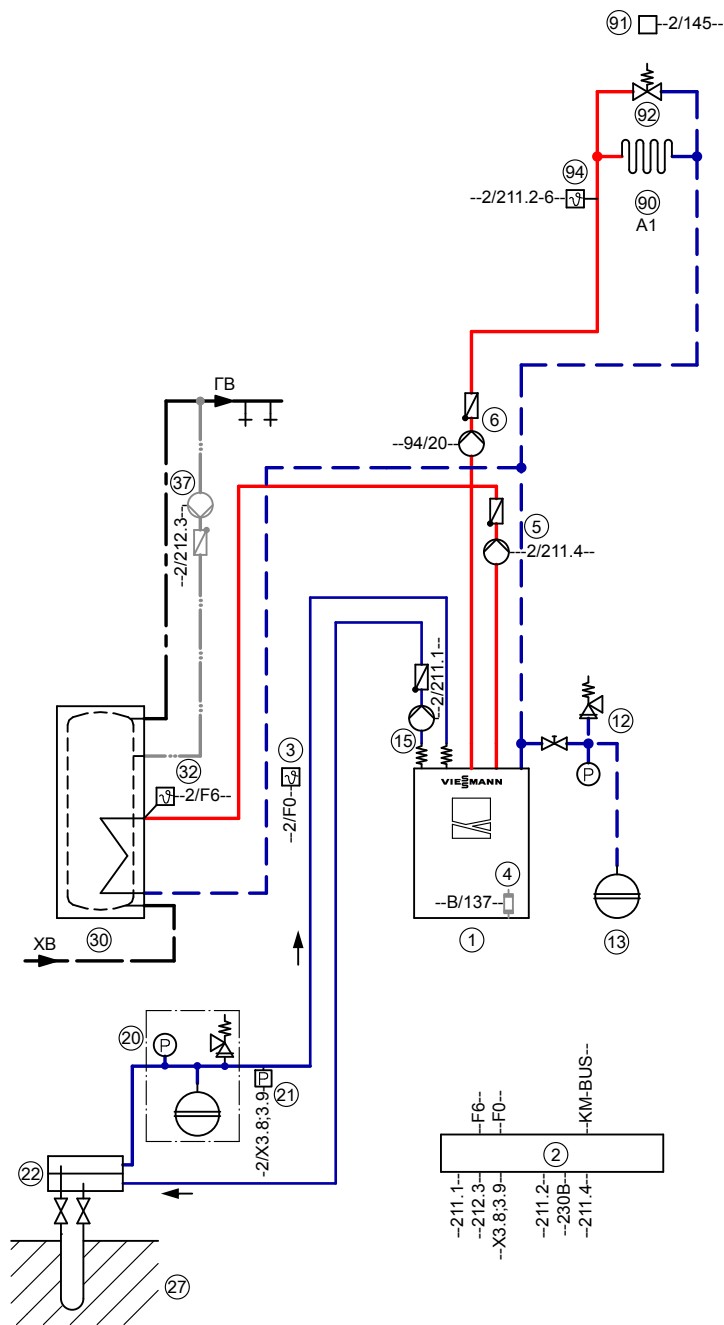 91 --2/145--
92
94
--2/211.2-6--
90
A1
ГВ
6
--94/20--
37
--2/212.3--
5
---2/211.4--
--2/211.1--
12
3
15
P
32
--2/F6--
--2/F0--
VIESSMANN
4
--B/137--
30
1
13
ХВ
20
P
P
21
--2/X3.8;3.9--
--F6--
--F0--
--KM-BUS--
2
22
--211.1--
--212.3--
--X3.8;3.9--
--211.2--
--230B--
--211.4--
27